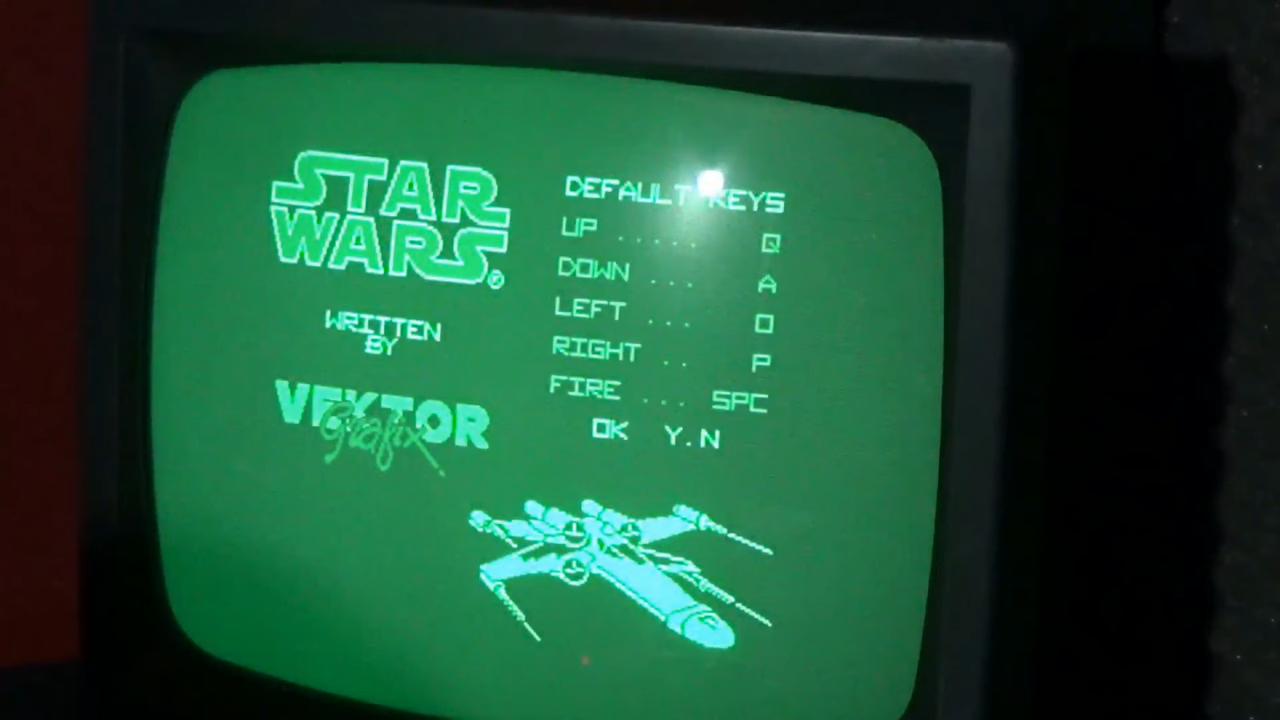 STAR
WARS®
WRITTEN
BY
VEKTOR
Grafix
DEFAULT KEYS
UP ..... Q
DOWN ... A
LEFT ... O
RIGHT .. P
FIRE ... SPC
OK Y.N